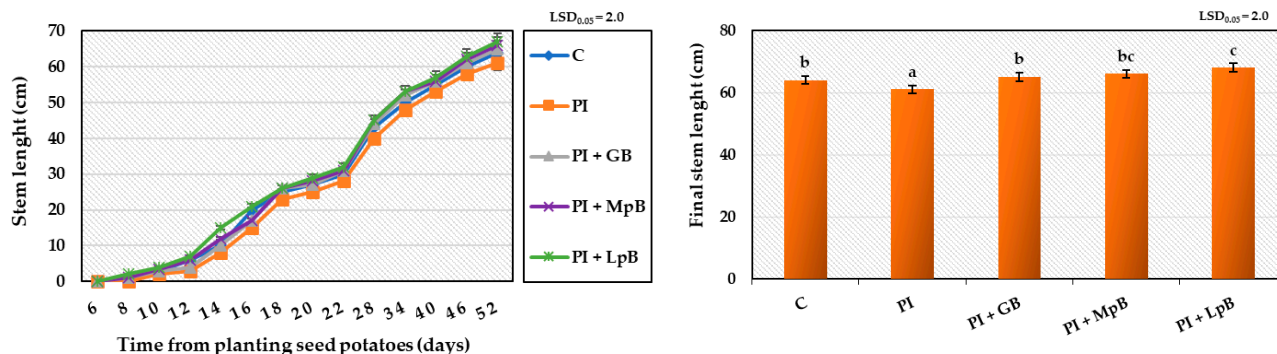 LSD0.05 = 2.0
Stem lenght (cm)
70
60
50
40
30
20
10
0
6 8 10 12 14 16 18 20 22 28 34 40 46 52
Time from planting seed potatoes (days)
C
PI
PI + GB
PI + MpB
PI + LpB
LSD0.05 = 2.0
Final stem lenght (cm)
80
60
40
20
0
b a b bc c
C PI PI + GB PI + MpB PI + LpB